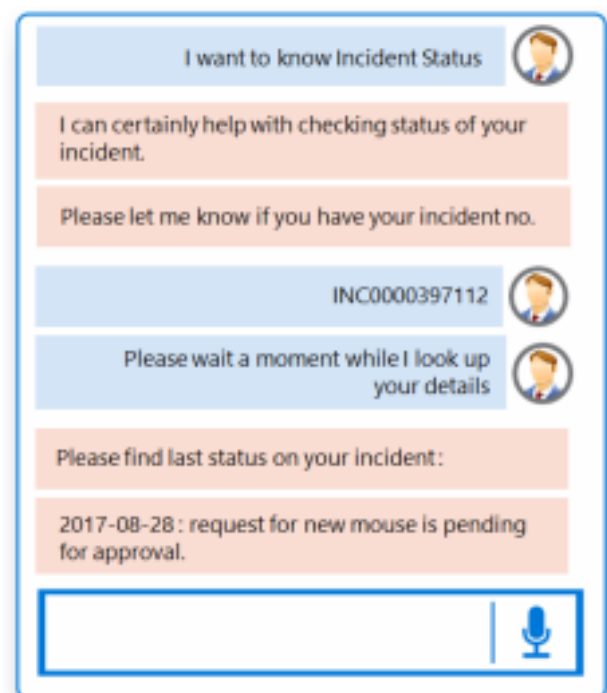 I want to know Incident Status
I can certainly help with checking status of your
incident.
Please let me know if you have your incident no.
INC0000397112
Please wait a moment while I look up
your details
Please find last status on your incident:
2017-08-28: request for new mouse is pending
for approval.